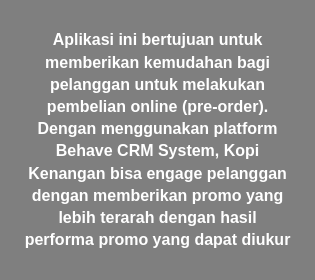 Aplikasi ini bertujuan untuk
memberikan kemudahan bagi
pelanggan untuk melakukan
pembelian online (pre-order).
Dengan menggunakan platform
Behave CRM System, Kopi
Kenangan bisa engage pelanggan
dengan memberikan promo yang
lebih terarah dengan hasil
performa promo yang dapat diukur